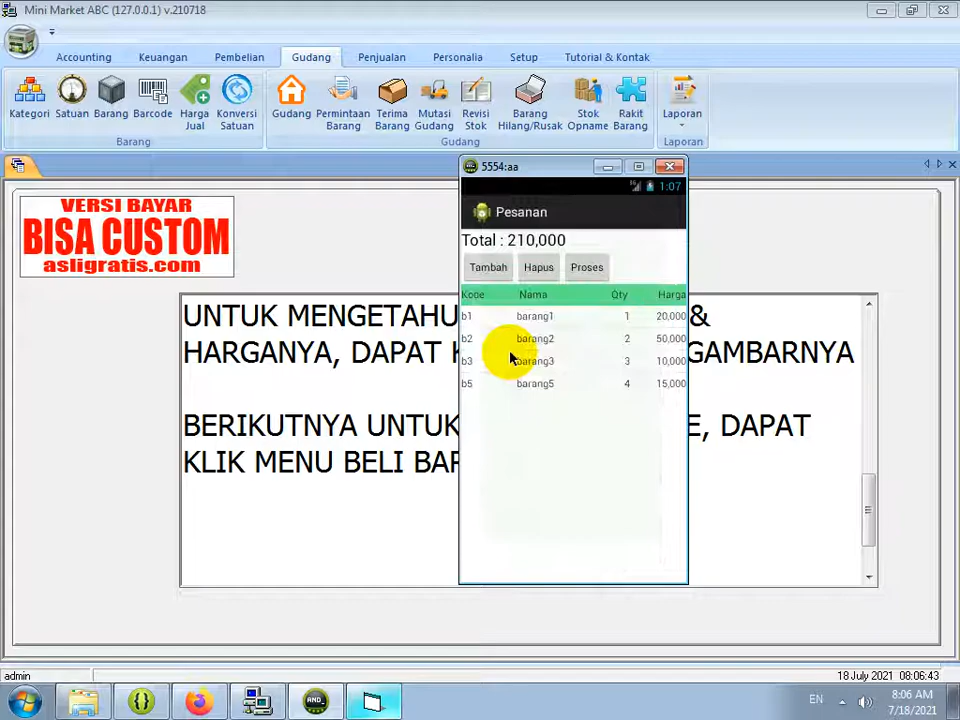 Mini Market ABC (127.0.0.1) v.210718
Accounting Keuangan Pembelian Gudang Penjualan Personalia Setup Tutorial & Kontak
Kategori Satuan Barang Barcode Harga Jual Konversi Satuan Gudang Permintaan Barang Terima Barang Mutasi Gudang Revisi Stok Barang Hilang/Rusak Stok Opname Rakit Barang Laporan
Barang Gudang Laporan
5554:aa
VERSI BAYAR
BISA CUSTOM
asligratis.com
1:07
Pesanan
Total : 210,000
Tambah Hapus Proses
Kode Nama Qty Harga
b1 barang1 1 20,000
b2 barang2 2 50,000
b3 barang3 3 10,000
b5 barang5 4 15,000
UNTUK MENGETAHU &
HARGANYA, DAPAT GAMBARNYA
BERIKUTNYA UNTUK E, DAPAT
KLIK MENU BELI BAR
admin 18 July 2021 08:06:43
AND_
EN 8:06 AM
7/18/2021